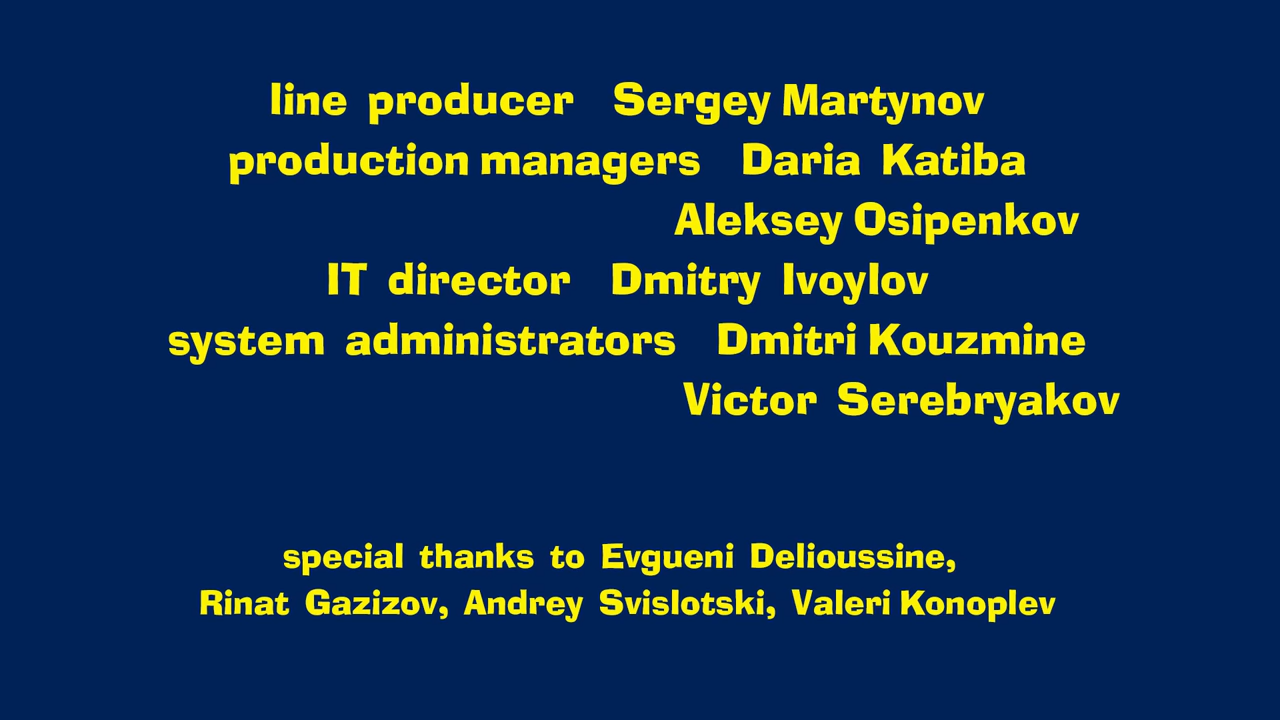 line producer Sergey Martynov
production managers Daria Katiba
Aleksey Osipenkov
IT director Dmitry Ivoylov
system administrators Dmitri Kouzmine
Victor Serebryakov
special thanks to Evgueni Delioussine,
Rinat Gazizov, Andrey Svislotski, Valeri Konoplev